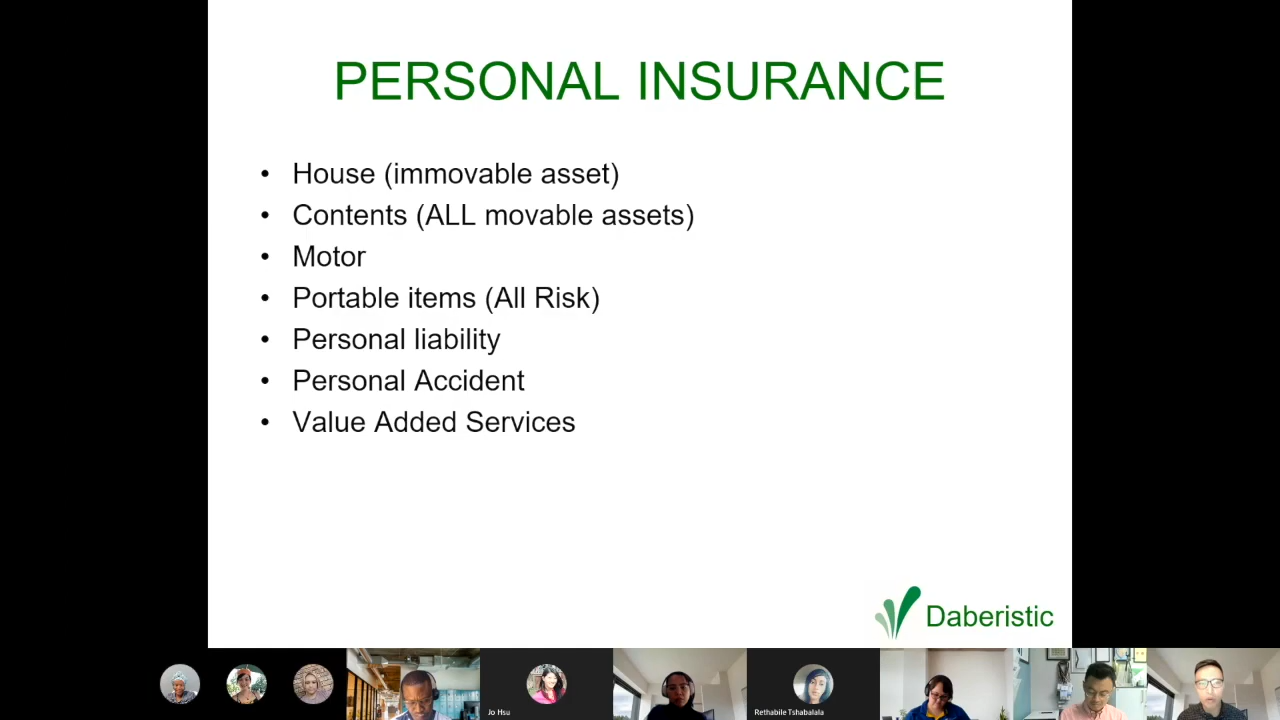 PERSONAL INSURANCE
• House (immovable asset)
• Contents (ALL movable assets)
• Motor
• Portable items (All Risk)
• Personal liability
• Personal Accident
• Value Added Services
Daberistic
Jo Hsu
Rethabile Tshabalala